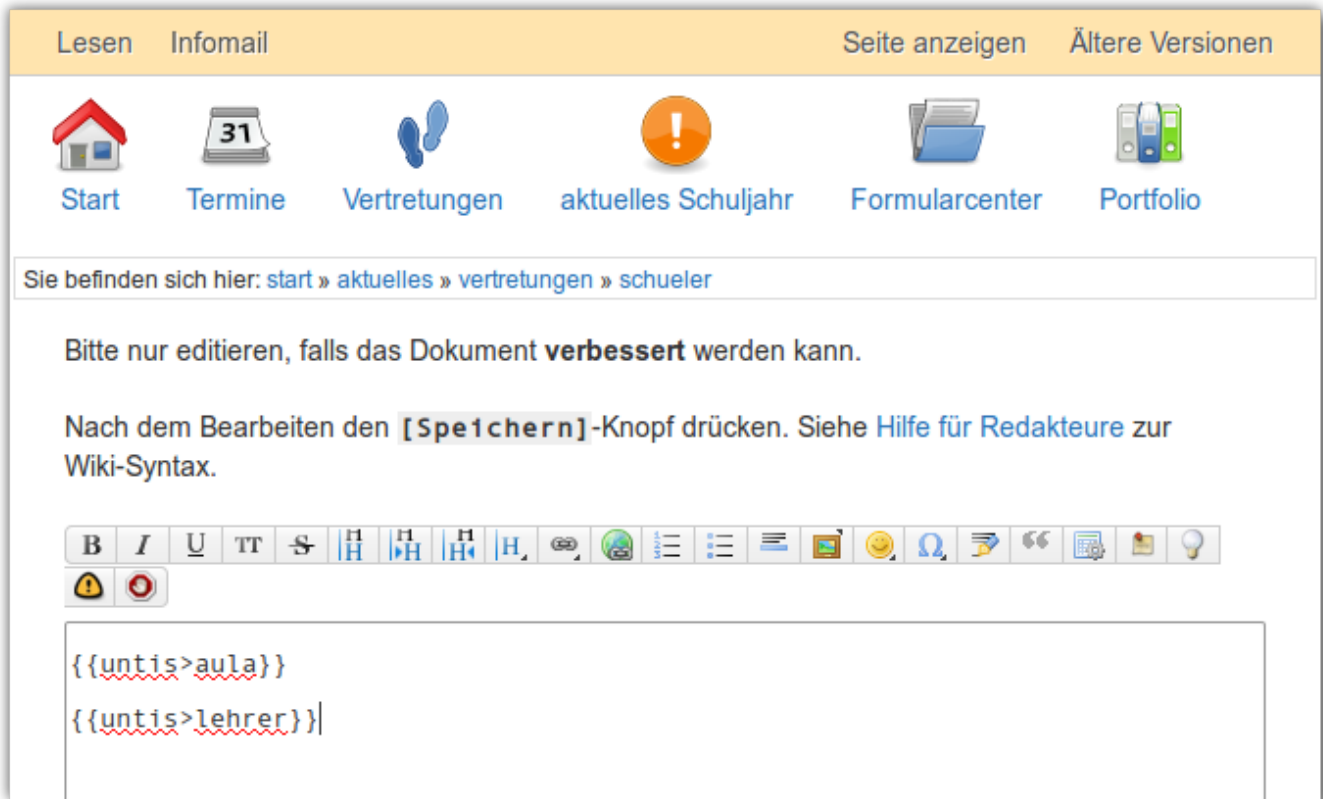 Lesen Infomail Seite anzeigen Ältere Versionen
31
Start Termine Vertretungen aktuelles Schuljahr Formularcenter Portfolio
Sie befinden sich hier: start » aktuelles » vertretungen » schueler
Bitte nur editieren, falls das Dokument verbessert werden kann.
Nach dem Bearbeiten den [Speichern]-Knopf drücken. Siehe Hilfe für Redakteure zur
Wiki-Syntax.
B I U TT S H H H H H H H Ω “
{{untis>aula}}
{{untis>lehrer}}